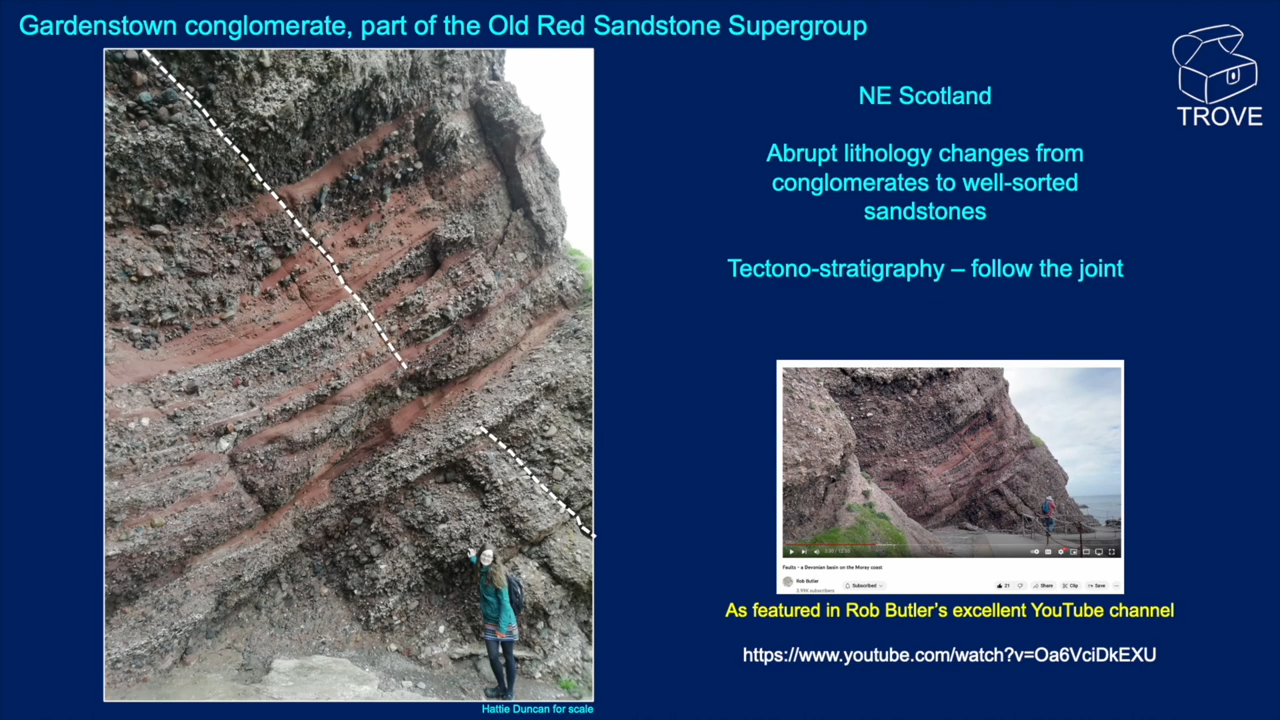 Gardenstown conglomerate, part of the Old Red Sandstone Supergroup
TROVE
NE Scotland
Abrupt lithology changes from
conglomerates to well-sorted
sandstones
Tectono-stratigraphy – follow the joint
Faults - a Devonian basin on the Moray coast
Rob Butler
Subscribed
21
Share
Clip
Save
As featured in Rob Butler's excellent YouTube channel
https://www.youtube.com/watch?v=Oa6VciDkEXU
Hattie Duncan for scale